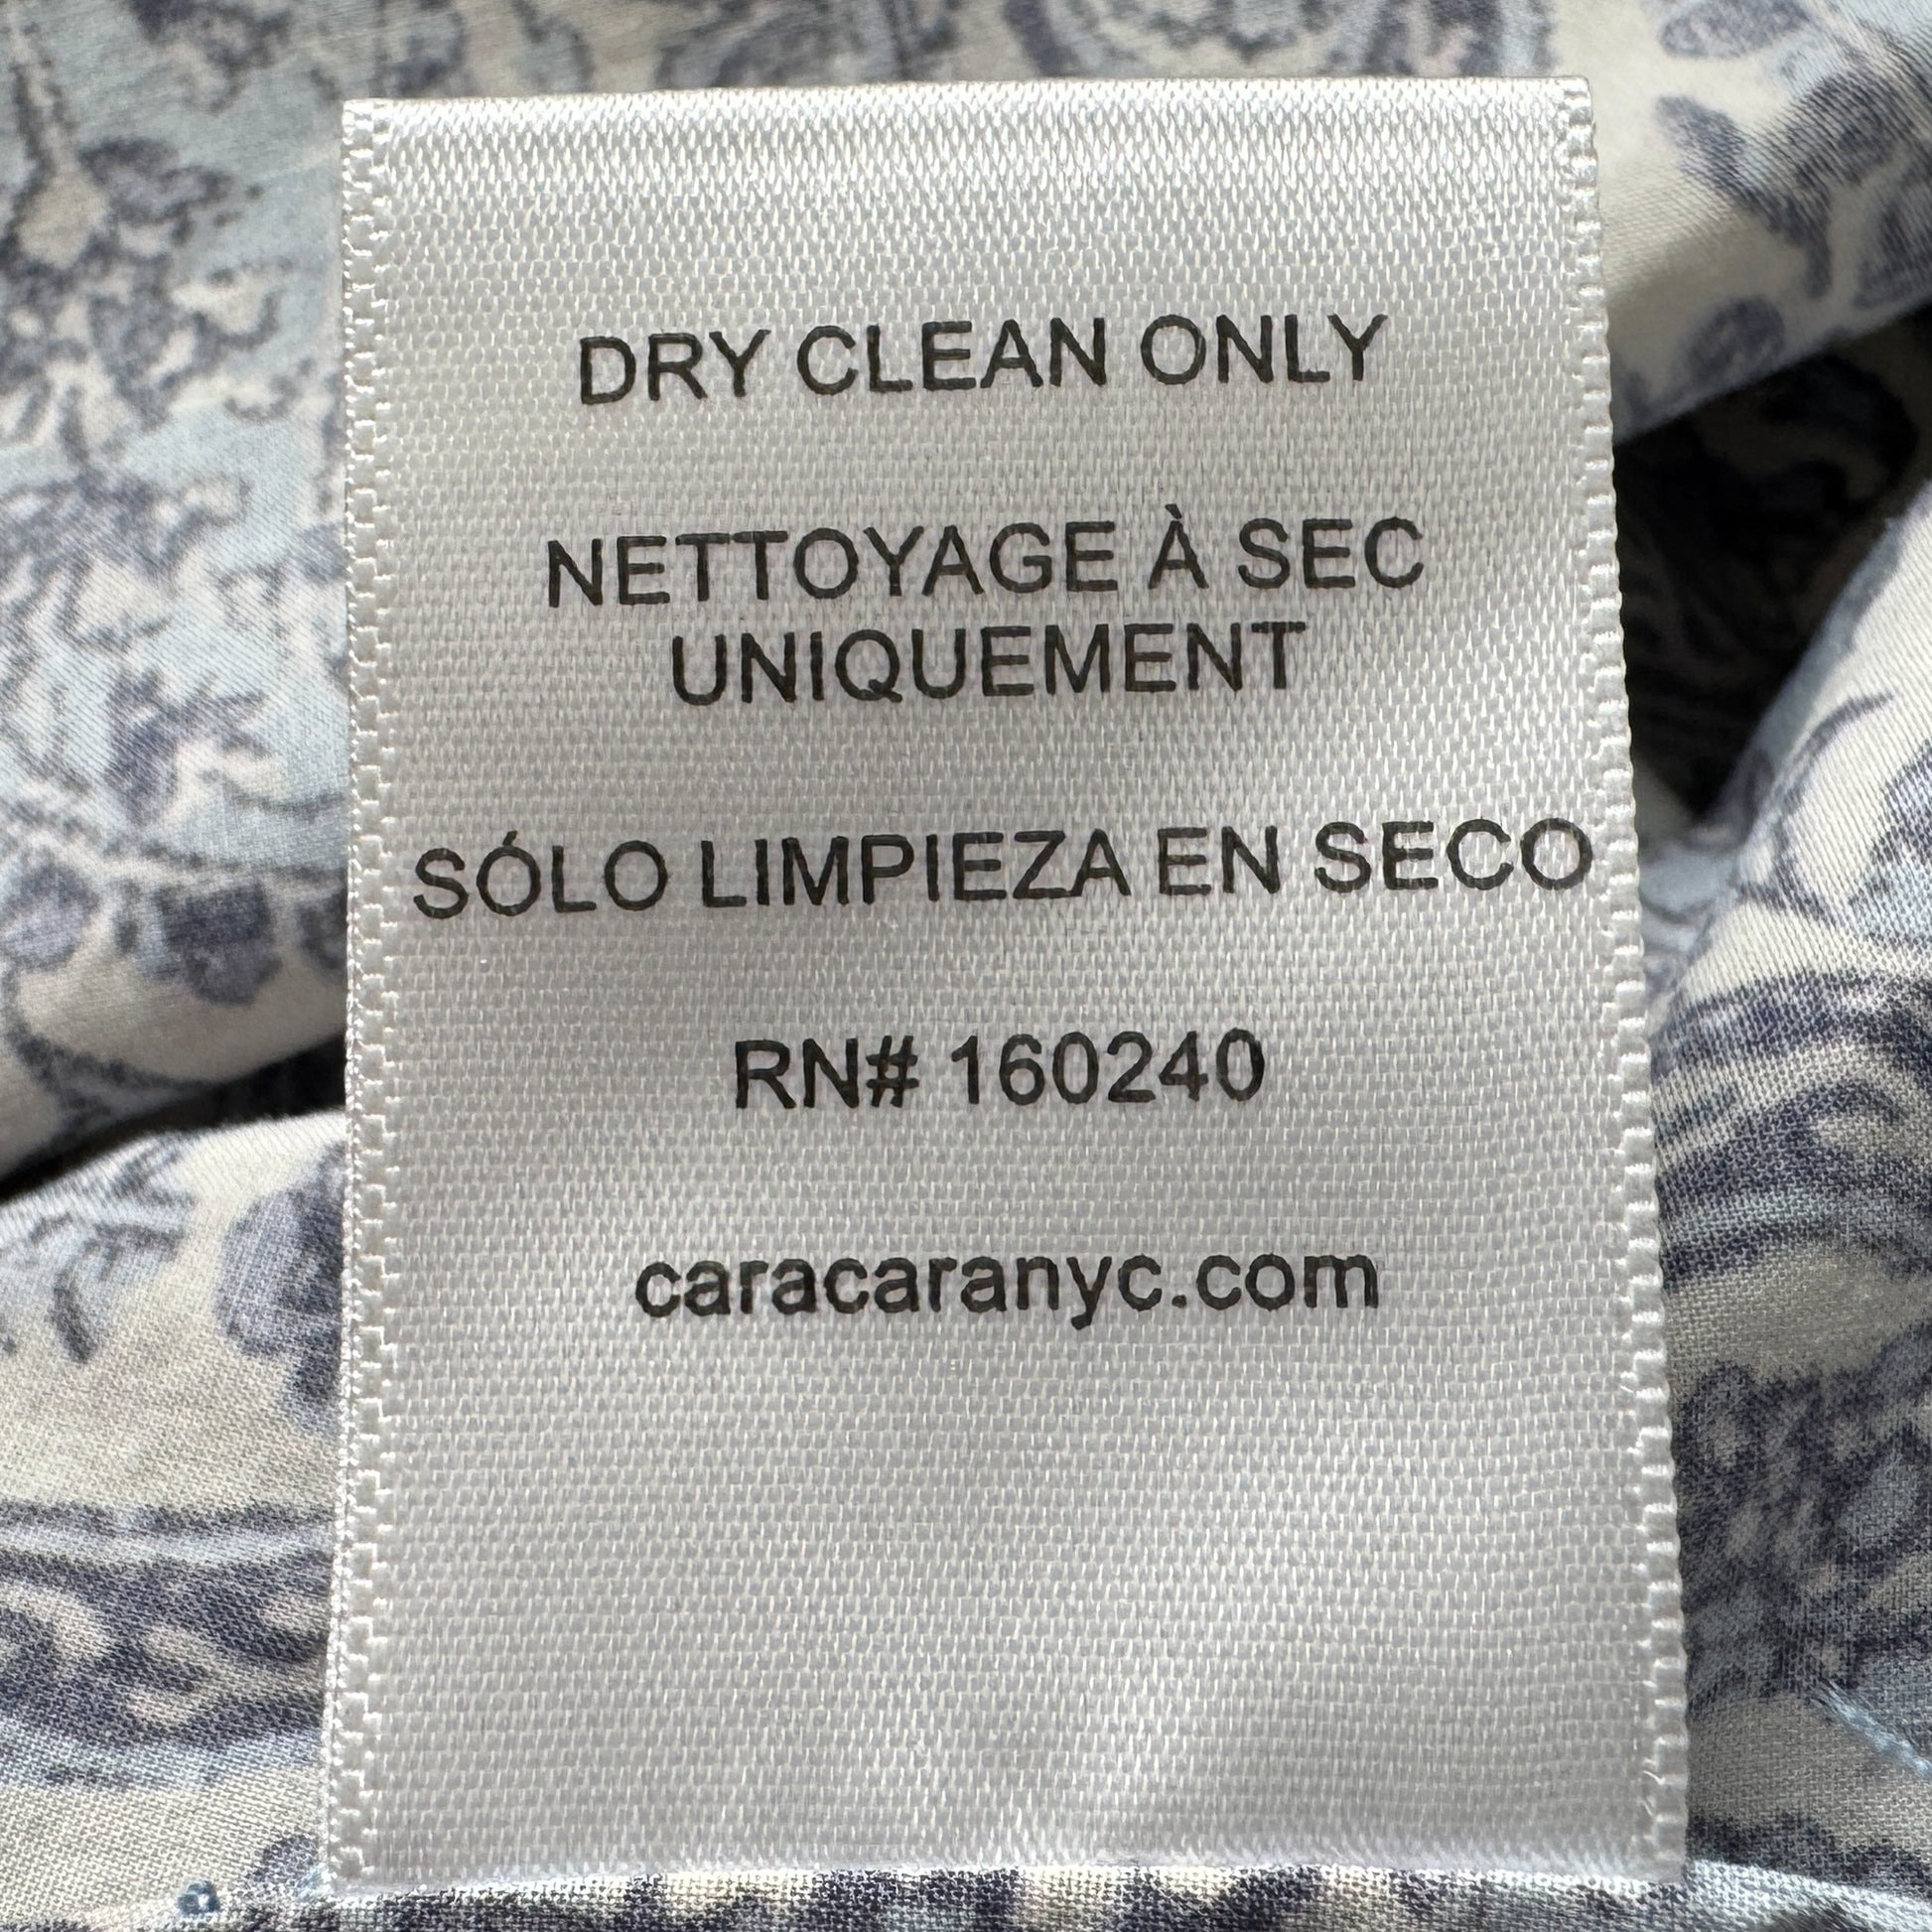 DRY CLEAN ONLY
NETTOYAGE À SEC
UNIQUEMENT
SÓLO LIMPIEZA EN SECO
RN# 160240
caracaranyc.com